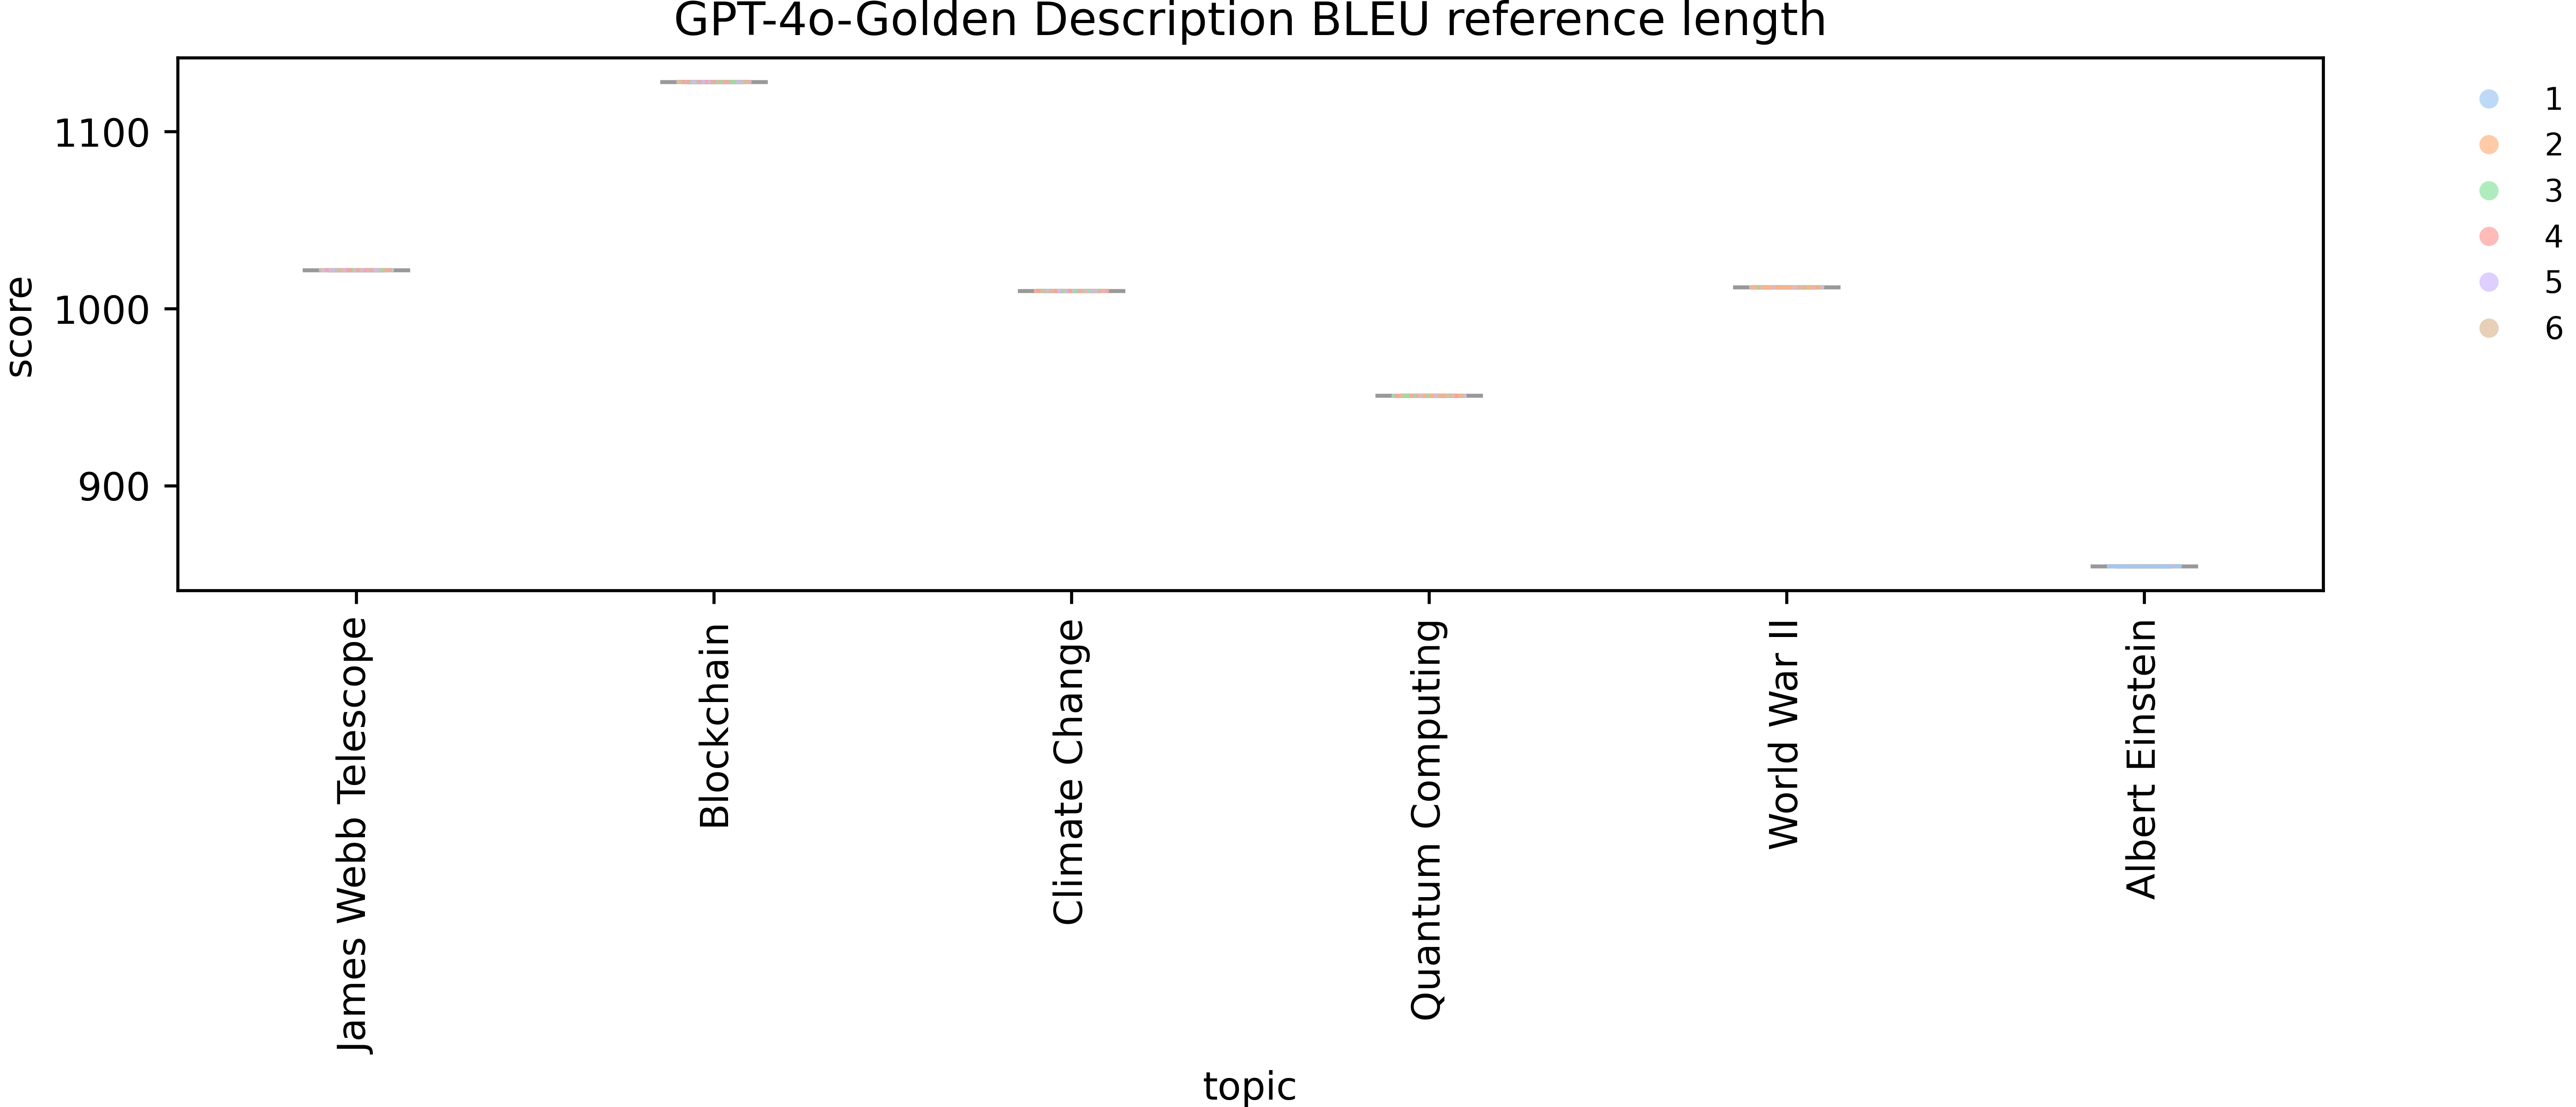 GPT-4o-Golden Description BLEU reference length
score
1100
1000
900
James Webb Telescope
Blockchain
Climate Change
Quantum Computing
World War II
Albert Einstein
topic
1
2
3
4
5
6